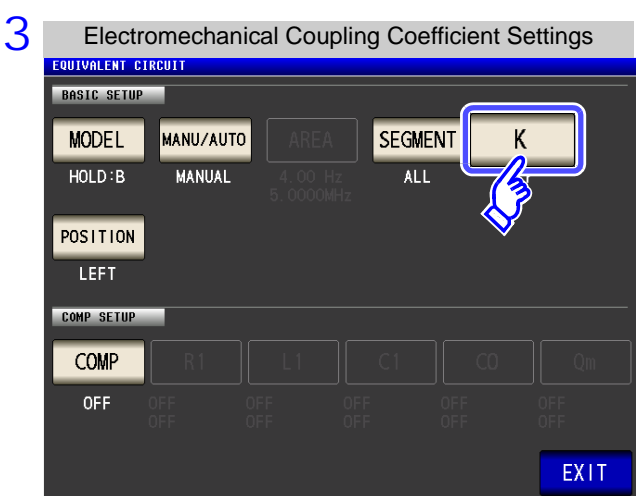 3
Electromechanical Coupling Coefficient Settings
EQUIVALENT CIRCUIT
BASIC SETUP
MODEL MANU/AUTO AREA SEGMENT K
HOLD:B MANUAL 4.00 Hz ALL
5.0000MHz
POSITION
LEFT
COMP SETUP
COMP R1 L1 C1 C0 Qm
OFF OFF OFF OFF OFF OFF
OFF OFF OFF OFF OFF
EXIT